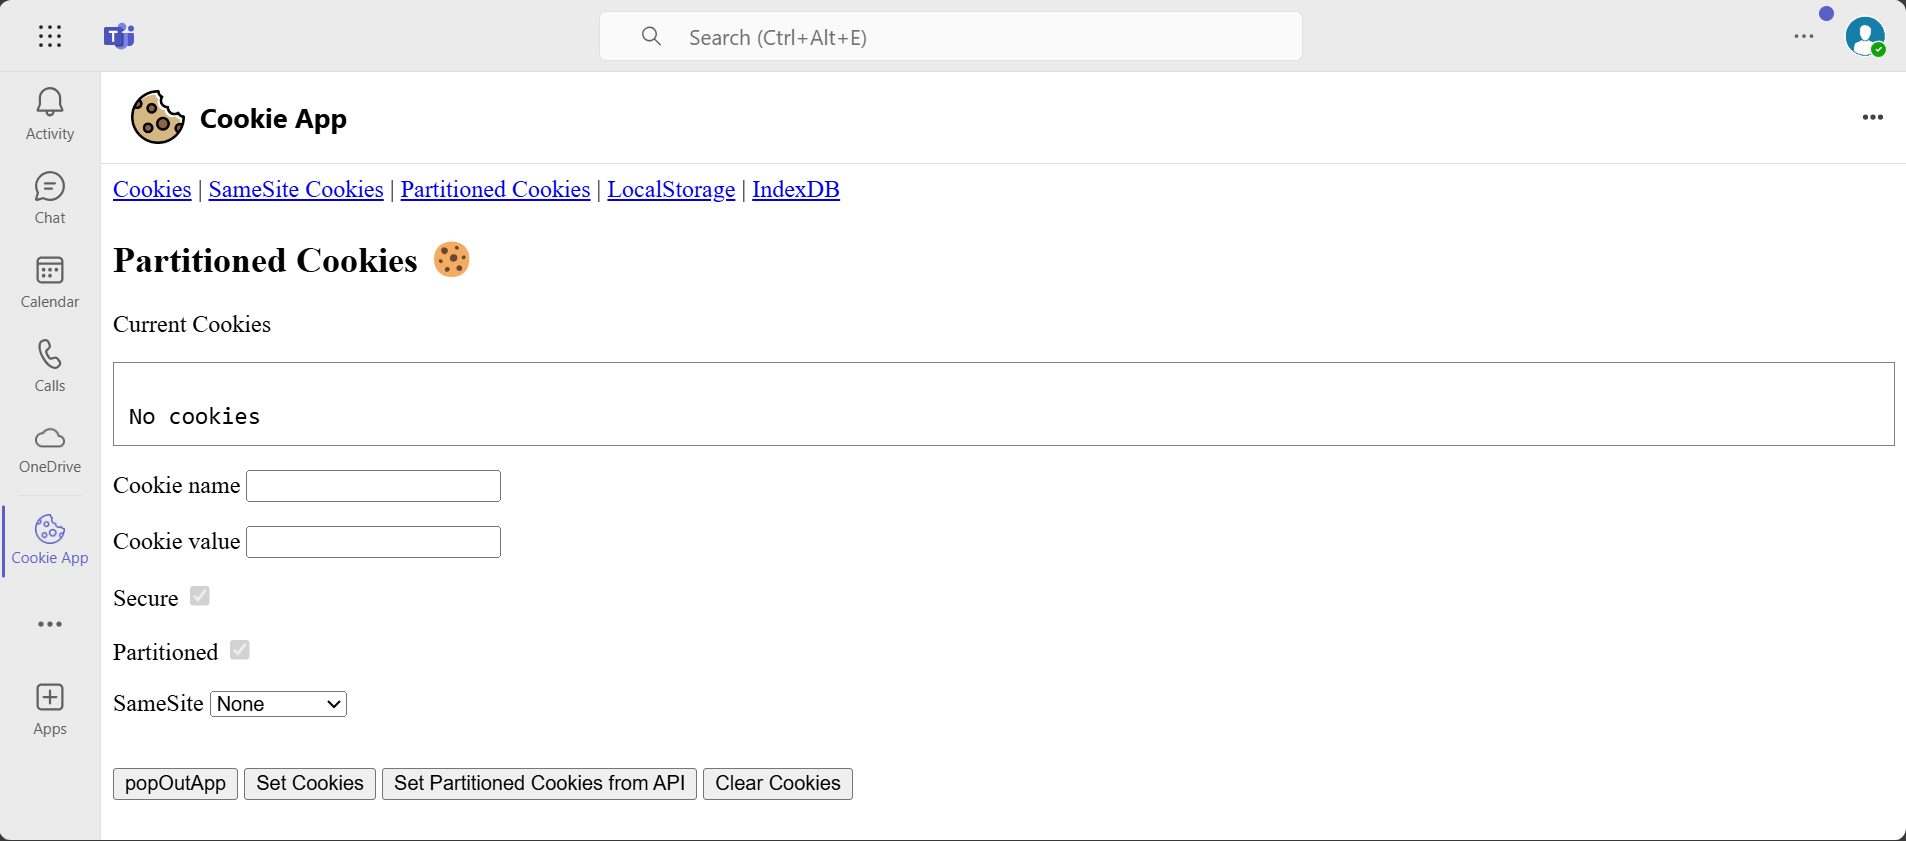 Search (Ctrl+Alt+E)
Activity
Chat
Calendar
Calls
OneDrive
Cookie App
Apps
Cookie App
Cookies | SameSite Cookies | Partitioned Cookies | LocalStorage | IndexDB
Partitioned Cookies
Current Cookies
No cookies
Cookie name
Cookie value
Secure
Partitioned
SameSite None
popOutApp Set Cookies Set Partitioned Cookies from API Clear Cookies